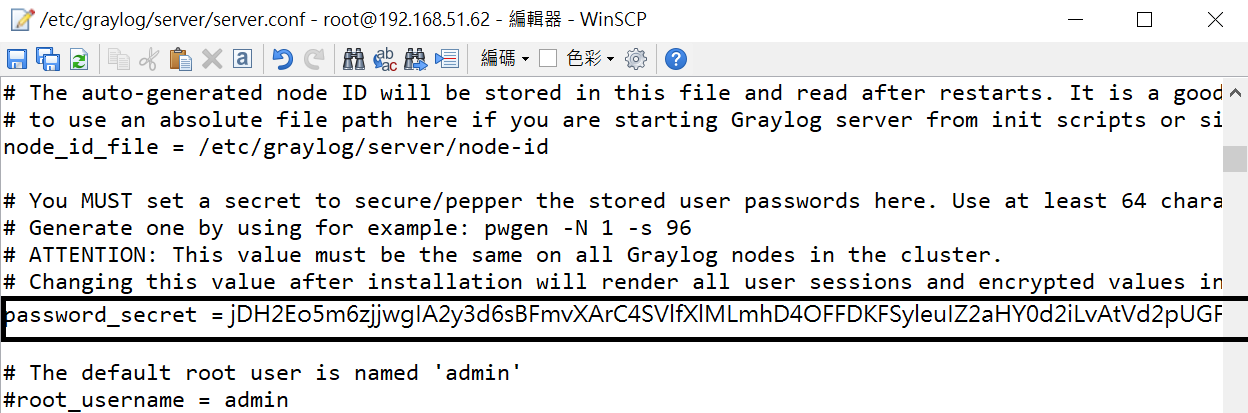 /etc/graylog/server/server.conf - root@192.168.51.62 - 編輯器 - WinSCP
編碼 色彩
# The auto-generated node ID will be stored in this file and read after restarts. It is a good
# to use an absolute file path here if you are starting Graylog server from init scripts or si
node_id_file = /etc/graylog/server/node-id
# You MUST set a secret to secure/pepper the stored user passwords here. Use at least 64 chara
# Generate one by using for example: pwgen -N 1 -s 96
# ATTENTION: This value must be the same on all Graylog nodes in the cluster.
# Changing this value after installation will render all user sessions and encrypted values in
password_secret = jDH2Eo5m6zjjwgIA2y3d6sBFmvXArC4SVlfXlMLmhD4OFFDKFSyleuIZ2aHY0d2iLvAtVd2pUGF
# The default root user is named 'admin'
#root_username = admin